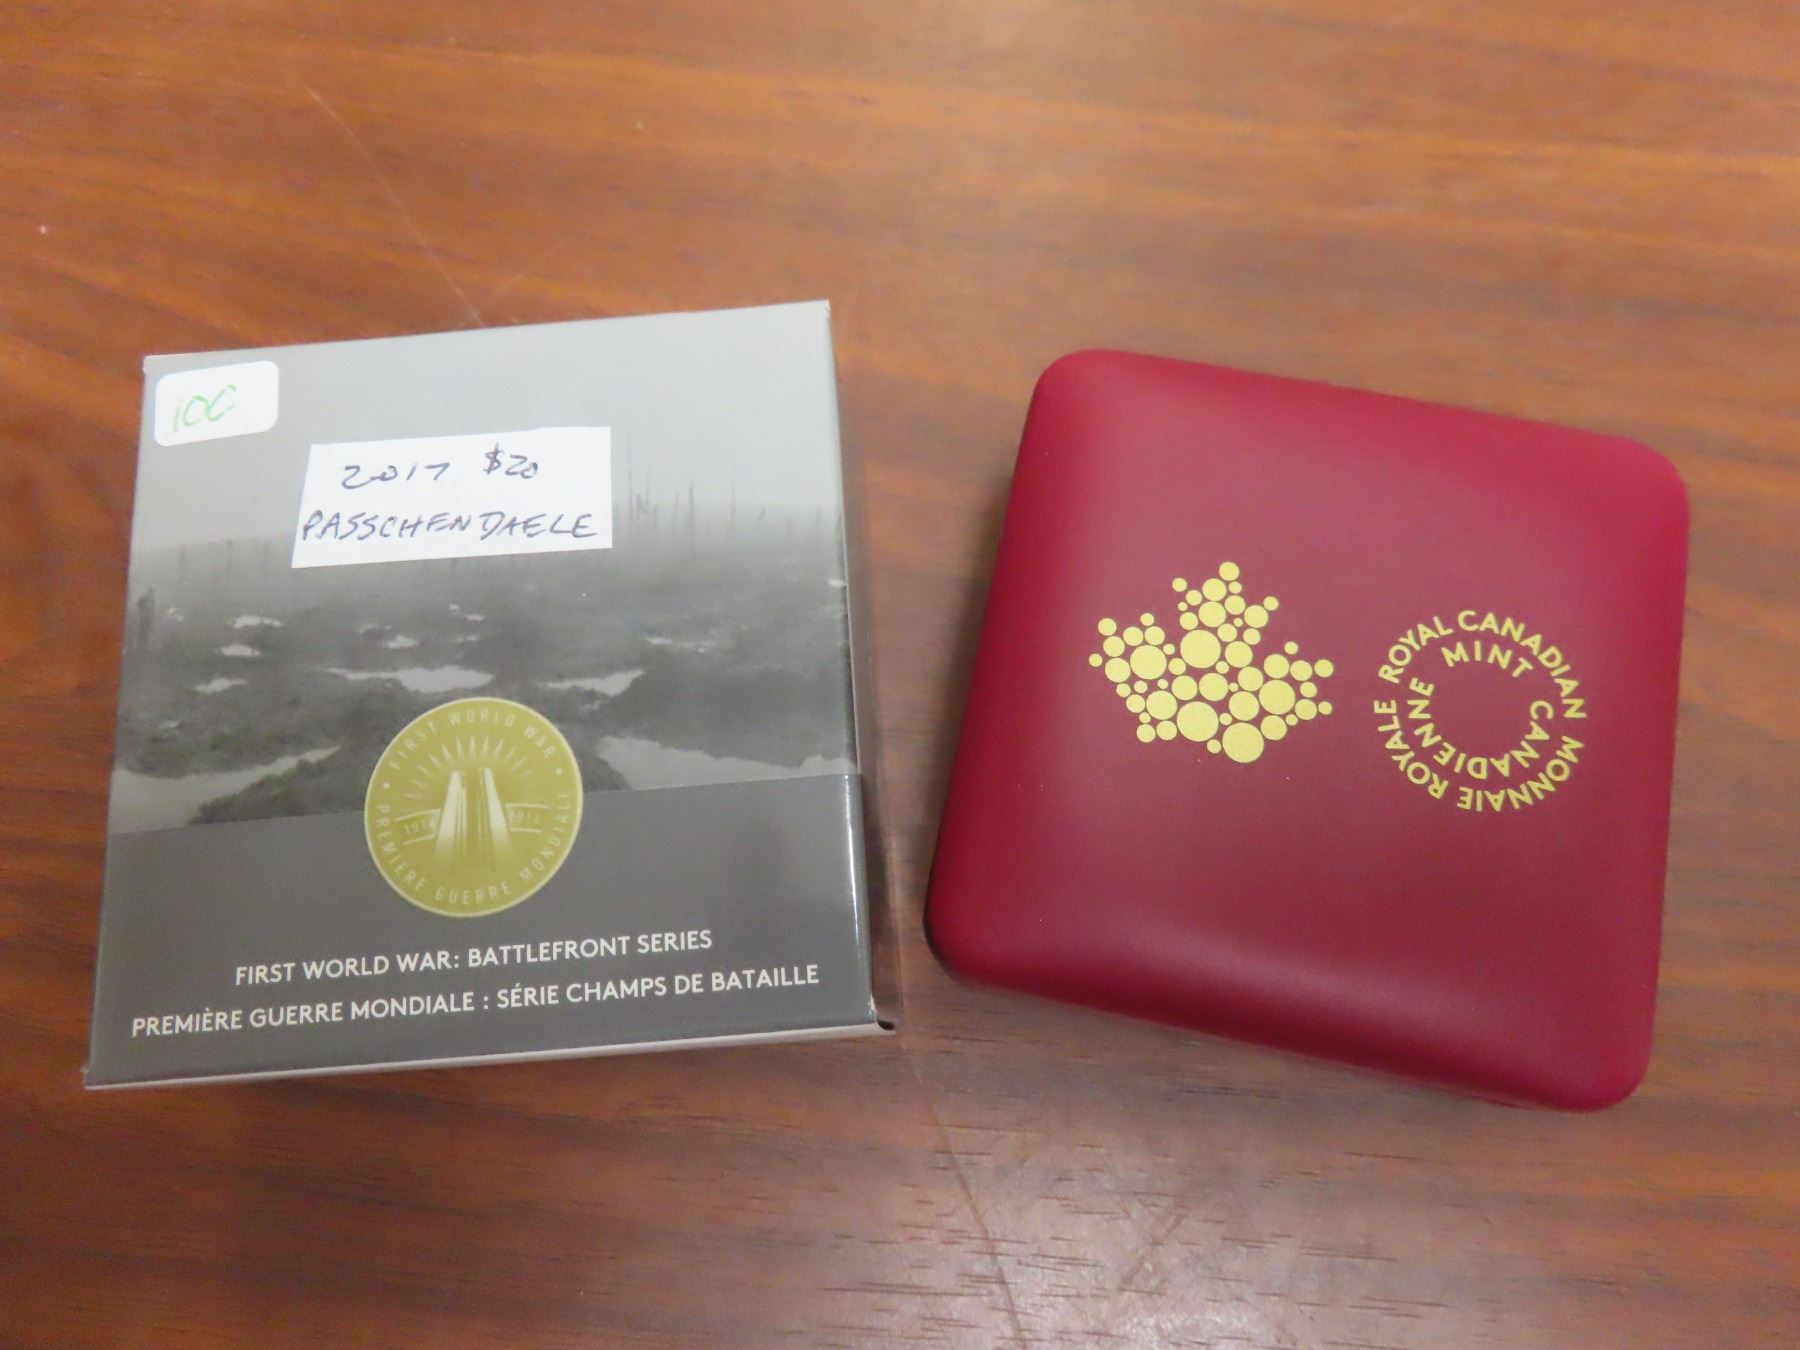 10C
2017 $20
PASSCHENDAELE
FIRST WORLD WAR
1914 1918
PREMIÈRE GUERRE MONDIALE
FIRST WORLD WAR: BATTLEFRONT SERIES
PREMIÈRE GUERRE MONDIALE : SÉRIE CHAMPS DE BATAILLE
ROYAL CANADIAN MINT
MONNAIE ROYALE CANADIENNE